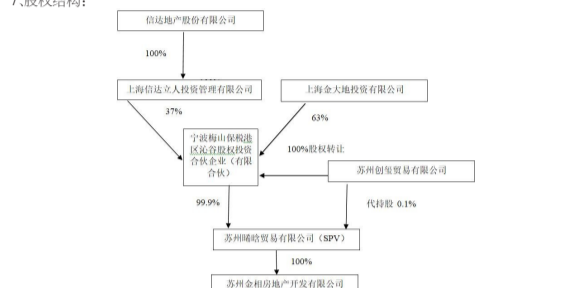 股权结构：
信达地产股份有限公司
100%
上海信达立人投资管理有限公司
上海金大地投资有限公司
37%
63%
宁波梅山保税港
区沁谷股权投资
合伙企业（有限
合伙）
100%股权转让
苏州创玺贸易有限公司
99.9%
代持股 0.1%
苏州晞晗贸易有限公司（SPV）
100%
苏州金相房地产开发有限公司